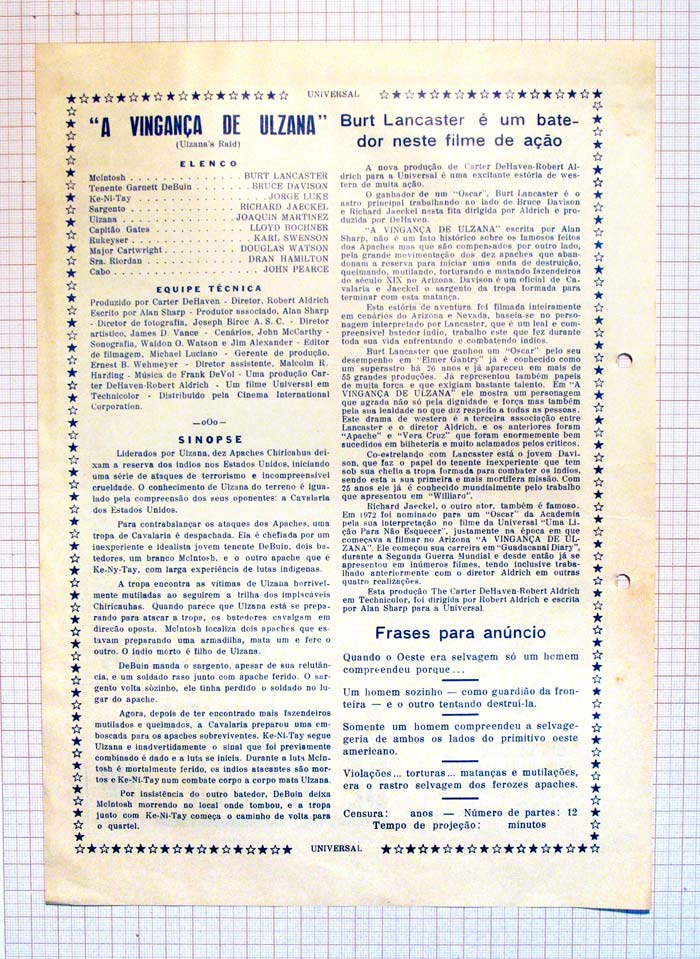 UNIVERSAL
"A VINGANÇA DE ULZANA"
(Ulzana's Raid)
ELENCO
McIntosh . . . . . . . . . . . . . . . . . . . . . BURT LANCASTER
Tenente Garnett DeBuin . . . . . . . . BRUCE DAVISON
Ke-Ni-Tay . . . . . . . . . . . . . . . . . . . . . . . JORGE LUKE
Sargento . . . . . . . . . . . . . . . . . . . . RICHARD JAECKEL
Ulzana . . . . . . . . . . . . . . . . . . . . . JOAQUIN MARTINEZ
Capitão Gates . . . . . . . . . . . . . . . . . . LLOYD BOCHNER
Rukeyser . . . . . . . . . . . . . . . . . . . . . . KARL SWENSON
Major Cartwright . . . . . . . . . . . . . DOUGLAS WATSON
Sra. Riordan . . . . . . . . . . . . . . . . . . DRAN HAMILTON
Cabo . . . . . . . . . . . . . . . . . . . . . . . . . . JOHN PEARCE
EQUIPE TÉCNICA
Produzido por Carter DeHaven - Diretor, Robert Aldrich
Escrito por Alan Sharp - Produtor associado, Alan Sharp
- Diretor de fotografia, Joseph Biroc A. S. C. - Diretor
artístico, James D. Vance - Cenários, John McCarthy -
Sonografia, Waldon O. Watson e Jim Alexander - Editor
de filmagem, Michael Luciano - Gerente de produção,
Ernest B. Wehmeyer - Diretor assistente, Malcolm R.
Harding - Música de Frank DeVol - Uma produção Car-
ter DeHaven-Robert Aldrich - Um filme Universal em
Technicolor - Distribuído pela Cinema International
Corporation.
—oOo—
SINOPSE
Liderados por Ulzana, dez Apaches Chiricahua dei-
xam a reserva dos índios nos Estados Unidos, iniciando
uma série de ataques de terrorismo e incompreensível
crueldade. O conhecimento de Ulzana do terreno é igua-
lado pela compreensão dos seus oponentes: a Cavalaria
dos Estados Unidos.
Para contrabalançar os ataques dos Apaches, uma
tropa de Cavalaria é despachada. Ela é chefiada por um
inexperiente e idealista jovem tenente DeBuin, dois ba-
tedores, um branco McIntosh, e o outro apache que é
Ke-Ny-Tay, com larga experiência de lutas indígenas.
A tropa encontra as vítimas de Ulzana horrivel-
mente mutiladas ao seguirem a trilha dos implacáveis
Chiricauhas. Quando parece que Ulzana está se prepa-
rando para atacar a tropa, os batedores cavalgam em
direção oposta. McIntosh localiza dois apaches que es-
tavam preparando uma armadilha, mata um e fere o
outro. O índio morto é filho de Ulzana.
DeBuin manda o sargento, apesar de sua relutân-
cia, e um soldado raso junto com apache ferido. O sar-
gento volta sòzinho, ele tinha perdido o soldado no lu-
gar do apache.
Agora, depois de ter encontrado mais fazendeiros
mutilados e queimados, a Cavalaria preparou uma em-
boscada para os apaches sobreviventes. Ke-Ni-Tay segue
Ulzana e inadvertidamente o sinal que foi previamente
combinado é dado e a luta se inicia. Durante a luta McIn-
tosh é mortalmente ferido, os índios atacantes são mor-
tos e Ke-Ni-Tay num combate corpo a corpo mata Ulzana.
Por insistência do outro batedor, DeBuin deixa
McIntosh morrendo no local onde tombou, e a tropa
junto com Ke-Ni-Tay começa o caminho de volta para
o quartel.
Burt Lancaster é um bate-
dor neste filme de ação
A nova produção de Carter DeHaven-Robert Al-
drich para a Universal é uma excitante estória de wes-
tern de muita ação.
O ganhador de um "Oscar", Burt Lancaster é o
astro principal trabalhando ao lado de Bruce Davison
e Richard Jaeckel nesta fita dirigida por Aldrich e pro-
duzida por DeHaven.
"A VINGANÇA DE ULZANA" escrita por Alan
Sharp, não é um fato histórico sobre os famosos feitos
dos Apaches mas que são compensados por outro lado,
pela grande movimentação dos dez apaches que aban-
donam a reserva para iniciar uma onda de destruição,
queimando, mutilando, torturando e matando fazendeiros
do século XIX no Arizona. Davison é um oficial de Ca-
valaria e Jaeckel o sargento da tropa formada para
terminar com esta matança.
Esta estória de aventura foi filmada inteiramente
em cenários do Arizona e Nevada, baseia-se no perso-
nagem interpretado por Lancaster, que é um leal e com-
preensível batedor índio, trabalho este que fez durante
toda sua vida enfrentando e combatendo índios.
Burt Lancaster que ganhou um "Oscar" pelo seu
desempenho em "Elmer Gantry" já é conhecido como
um superastro há 26 anos e já apareceu em mais de
55 grandes produções. Já representou também papeis
de muita força e que exigiam bastante talento. Em "A
VINGANÇA DE ULZANA" ele mostra um personagem
que agrada não só pela dignidade e força mas também
pela sua lealdade no que diz respeito a todas as pessoas.
Este drama de western é a terceira associação entre
Lancaster e o diretor Aldrich, e os anteriores foram
"Apache" e "Vera Cruz" que foram enormemente bem
sucedidos em bilheteria e muito aclamados pelos críticos.
Co-estrelando com Lancaster está o jovem Davi-
son, que faz o papel do tenente inexperiente que tem
sob sua chefia a tropa formada para combater os índios,
sendo esta a sua primeira e mais mortífera missão. Com
25 anos ele já é conhecido mundialmente pelo trabalho
que apresentou em "Williard".
Richard Jaeckel, o outro ator, também é famoso.
Em 1972 foi nominado para um "Oscar" da Academia
pela sua interpretação no filme da Universal "Uma Li-
ção Para Não Esquecer", justamente na época em que
começava a filmar no Arizona "A VINGANÇA DE UL-
ZANA". Ele começou sua carreira em "Guadacanal Diary",
durante a Segunda Guerra Mundial e desde então já se
apresentou em inúmeros filmes, tendo inclusive traba-
lhado anteriormente com o diretor Aldrich em outras
quatro realizações.
Esta produção The Carter DeHaven-Robert Aldrich
em Technicolor, foi dirigida por Robert Aldrich e escrita
por Alan Sharp para a Universal.
Frases para anúncio
Quando o Oeste era selvagem só um homem
compreendeu porque ...
Um homem sozinho — como guardião da fron-
teira — e o outro tentando destruí-la.
Somente um homem compreendeu a selvage-
geria de ambos os lados do primitivo oeste
americano.
Violações ... torturas ... matanças e mutilações,
era o rastro selvagem dos ferozes apaches.
Censura: anos — Número de partes: 12
Tempo de projeção: minutos
UNIVERSAL